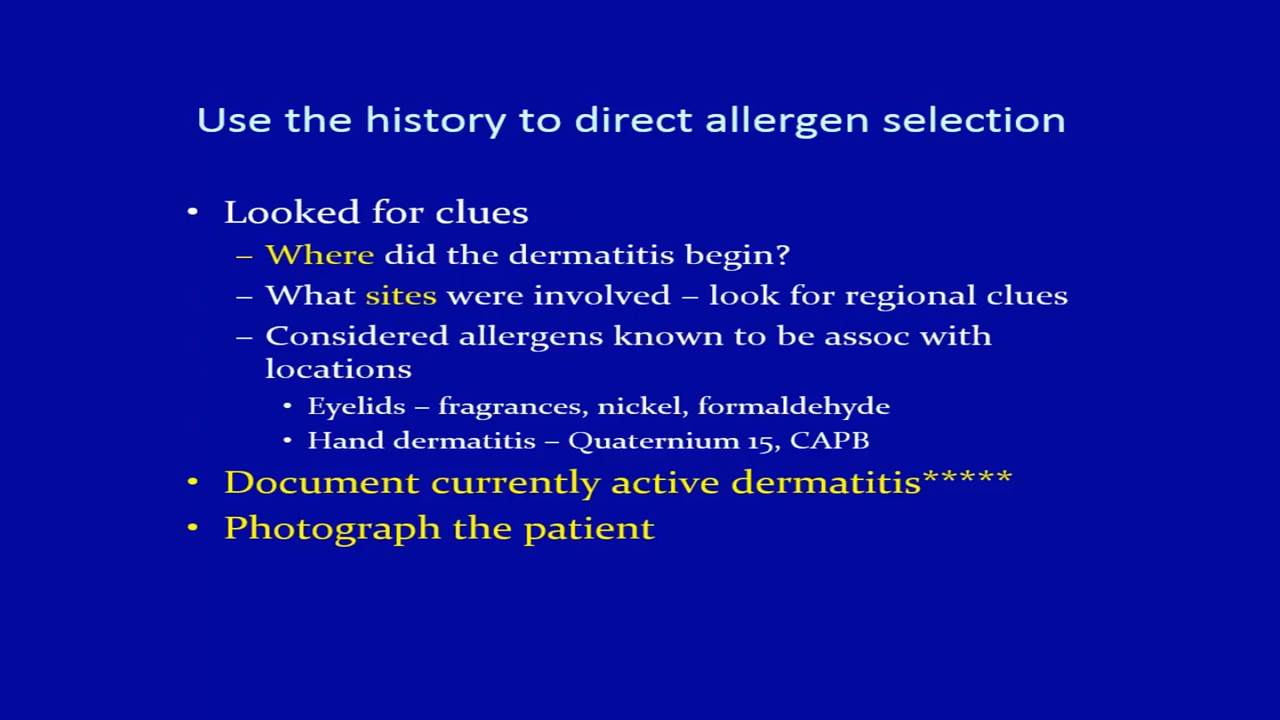 Use the history to direct allergen selection
• Looked for clues
– Where did the dermatitis begin?
– What sites were involved – look for regional clues
– Considered allergens known to be assoc with
locations
• Eyelids – fragrances, nickel, formaldehyde
• Hand dermatitis – Quaternium 15, CAPB
• Document currently active dermatitis*****
• Photograph the patient